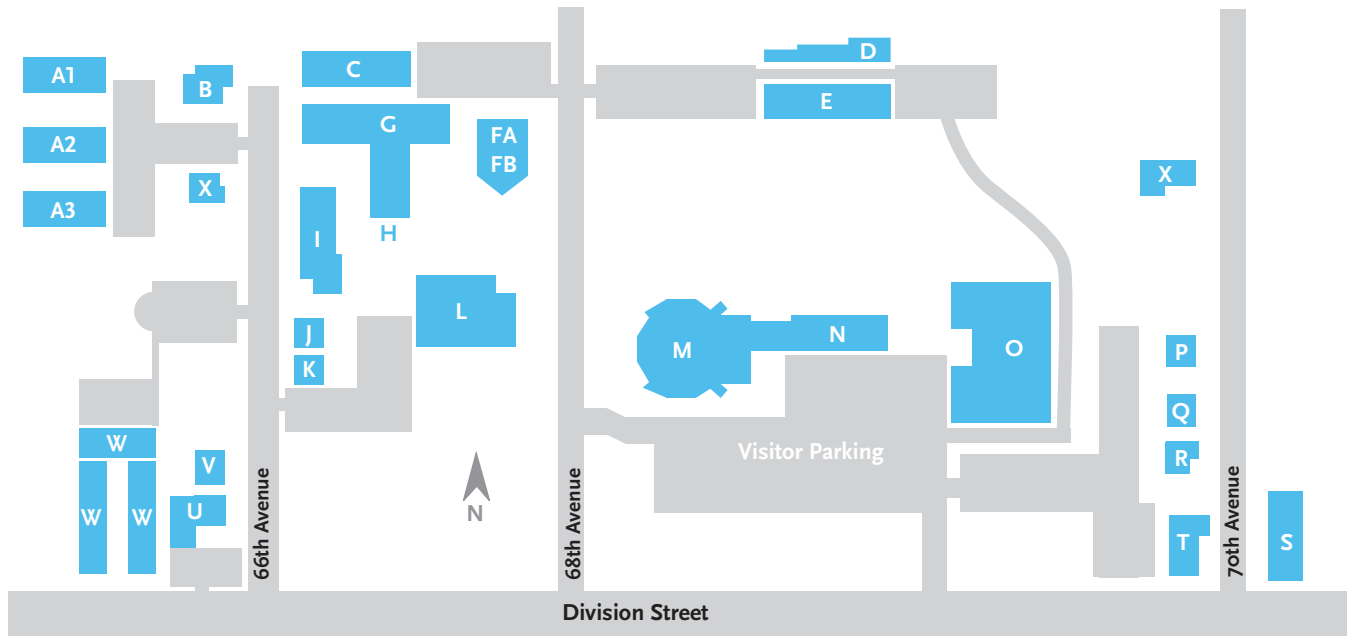 A1
B
C
D
E
G
FA
FB
A2
X
A3
H
I
X
L
J
K
M
N
O
P
Q
R
W
V
W
W
U
N
Visitor Parking
T
S
66th Avenue
68th Avenue
70th Avenue
Division Street